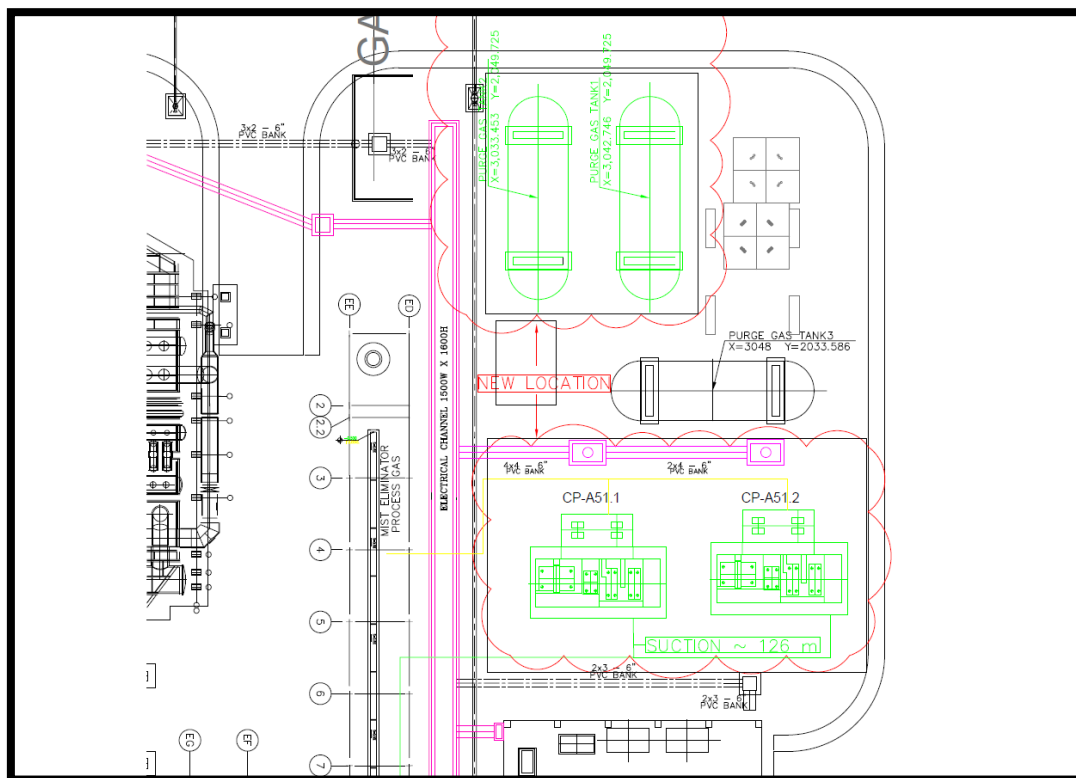 GA
PURGE GAS TANK2
X=3,033.453 Y=2,049.725
PURGE GAS TANK1
X=3,042.746 Y=2,049.725
3x2 - 6"
PVC BANK
3x2 - 6"
PVC BANK
EE
ED
PURGE GAS TANK3
X=3048 Y=2033.586
NEW LOCATION
ELECTRICAL CHANNEL 1500W X 1600H
MIST ELIMINATOR
PROCESS GAS
2
2.2
3
4
5
6
7
4x4 - 6"
PVC BANK
2x4 - 6"
PVC BANK
CP-A51.1
CP-A51.2
SUCTION ~ 126 m
2x3 - 6"
PVC BANK
2x3 - 6"
PVC BANK
EG
EF